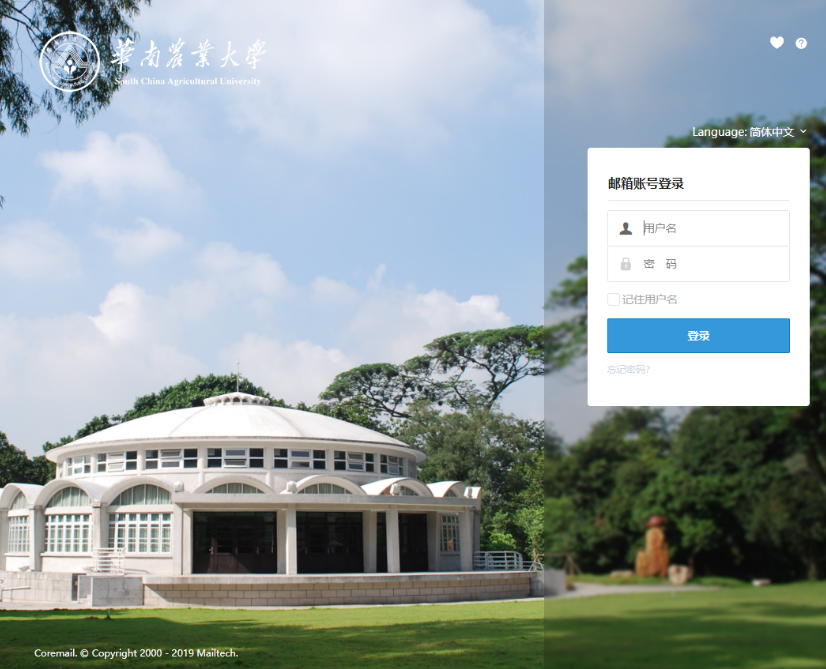 華南農業大學
South China Agricultural University
Language: 简体中文
邮箱账号登录
用户名
密 码
记住用户名
登录
忘记密码?
Coremail. © Copyright 2000 - 2019 Mailtech.